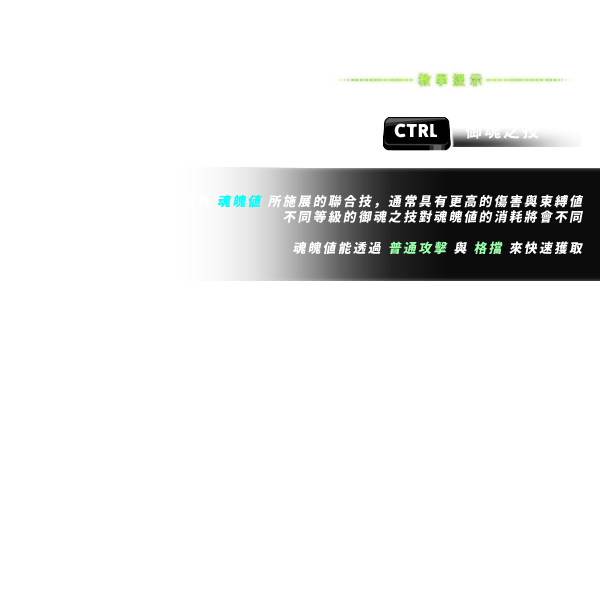 教學提示
CTRL 御魂之技
魂魄值 所施展的聯合技，通常具有更高的傷害與束縛值
不同等級的御魂之技對魂魄值的消耗將會不同
魂魄值能透過 普通攻擊 與 格擋 來快速獲取